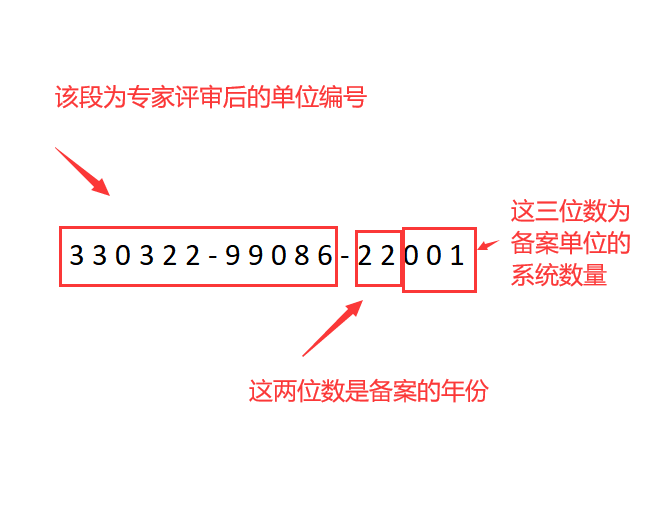 该段为专家评审后的单位编号
330322-99086-22001
这三位数为
备案单位的
系统数量
这两位数是备案的年份